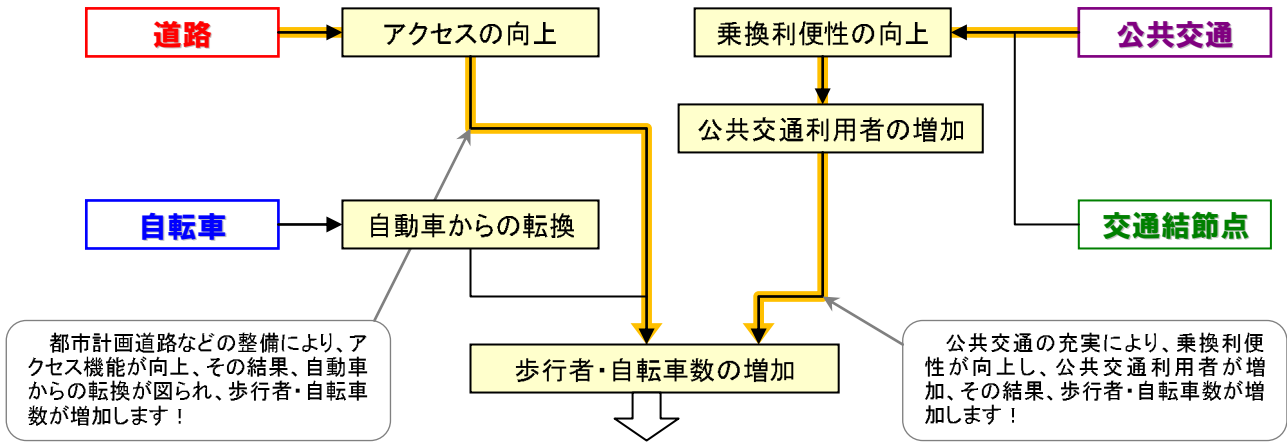 道路
アクセスの向上
乗換利便性の向上
公共交通
公共交通利用者の増加
自転車
自動車からの転換
交通結節点
都市計画道路などの整備により、ア
クセス機能が向上、その結果、自動車
からの転換が図られ、歩行者・自転車
数が増加します！
歩行者・自転車数の増加
公共交通の充実により、乗換利便
性が向上し、公共交通利用者が増
加、その結果、歩行者・自転車数が増
加します！